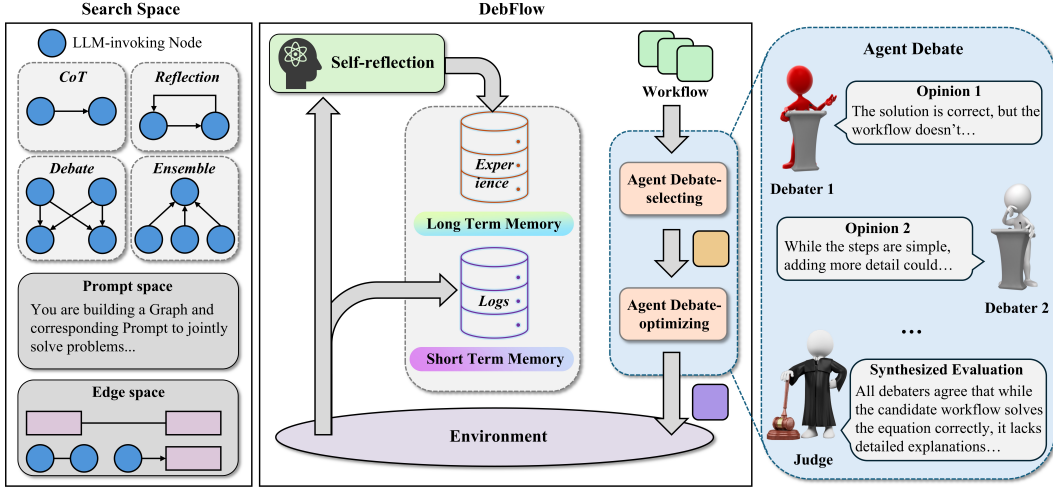 Search Space
LLM-invoking Node
CoT
Reflection
Debate
Ensemble
Prompt space
You are building a Graph and
corresponding Prompt to jointly
solve problems...
Edge space
DebFlow
Self-reflection
Exper
ience
Long Term Memory
Logs
Short Term Memory
Environment
Workflow
Agent Debate-
selecting
Agent Debate-
optimizing
Agent Debate
Opinion 1
The solution is correct, but the
workflow doesn't…
Debater 1
Opinion 2
While the steps are simple,
adding more detail could…
Debater 2
...
Synthesized Evaluation
All debaters agree that while
the candidate workflow solves
the equation correctly, it lacks
detailed explanations…
Judge